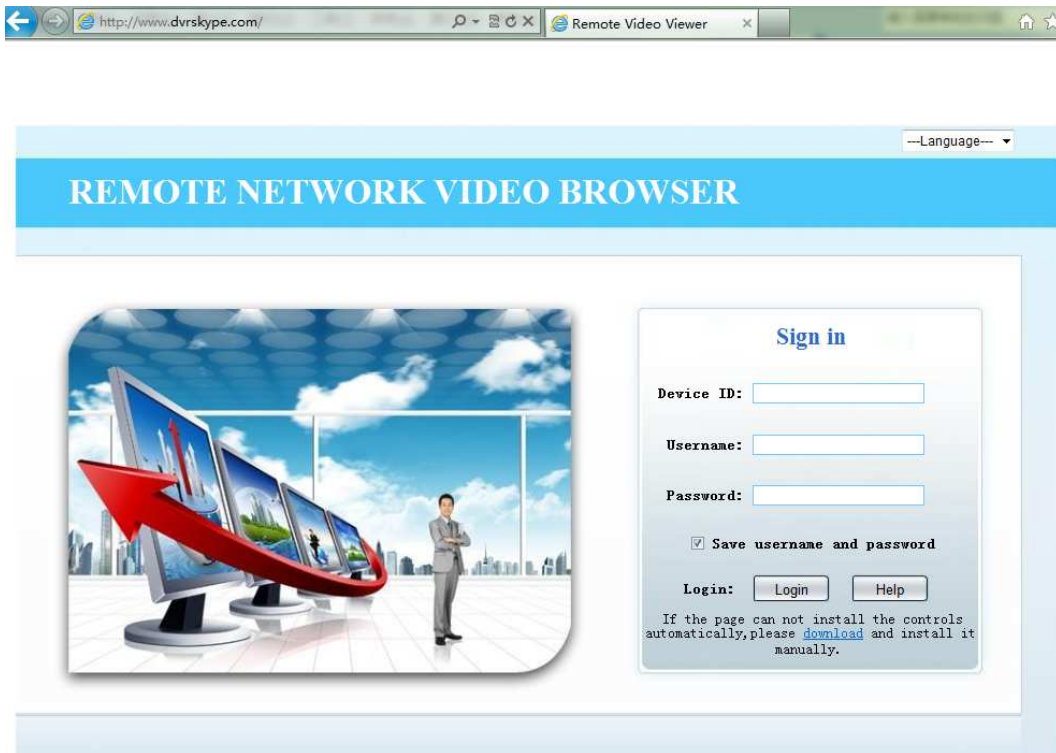 http://www.dvrskype.com/
Remote Video Viewer
---Language---
REMOTE NETWORK VIDEO BROWSER
Sign in
Device ID:
Username:
Password:
Save username and password
Login: Login Help
If the page can not install the controls
automatically,please download and install it
manually.